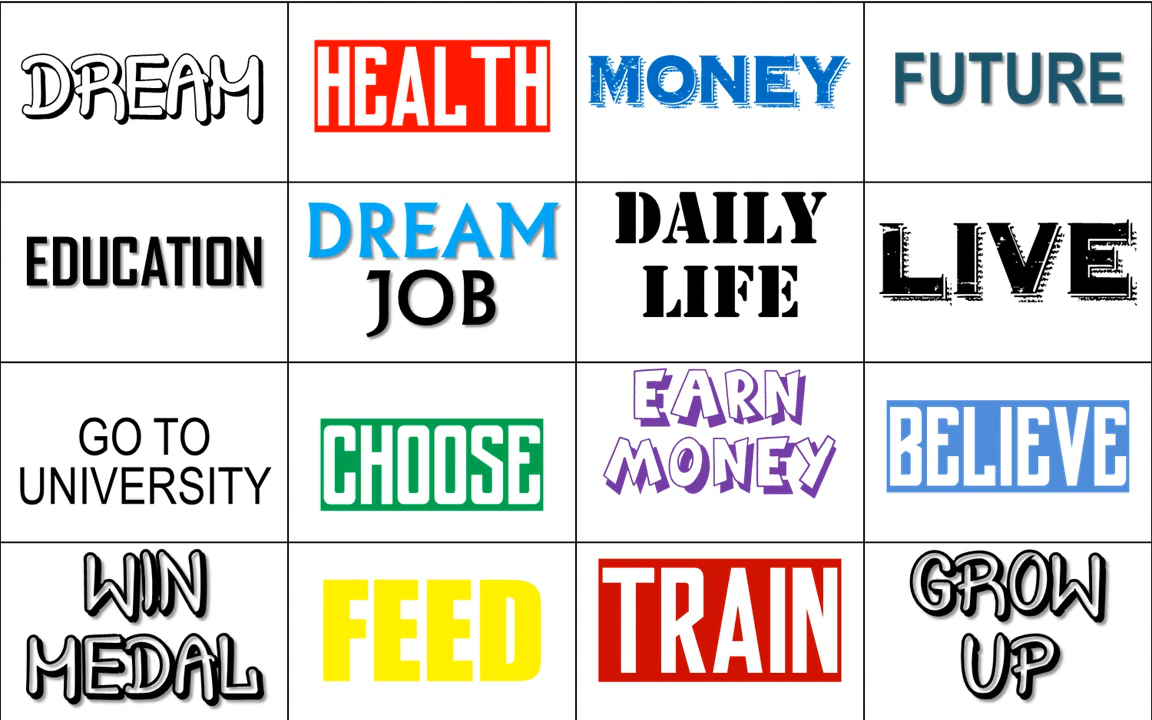 DREAM
HEALTH
MONEY
FUTURE
EDUCATION
DREAM
JOB
DAILY
LIFE
LIVE
GO TO
UNIVERSITY
CHOOSE
EARN
MONEY
BELIEVE
WIN
MEDAL
FEED
TRAIN
GROW
UP